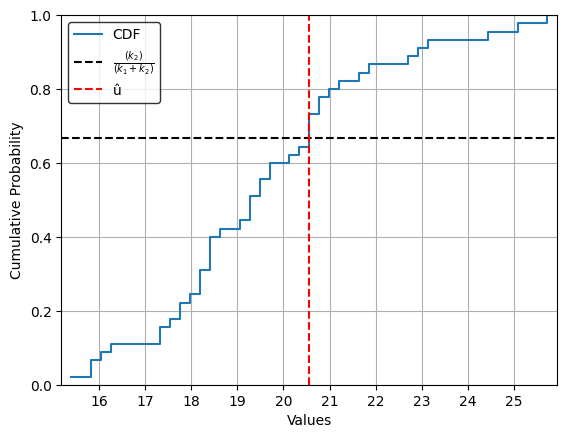 1.0
0.8
0.6
0.4
0.2
0.0
Cumulative Probability
CDF
(k₂)
(k₁ + k₂)
û
16 17 18 19 20 21 22 23 24 25
Values